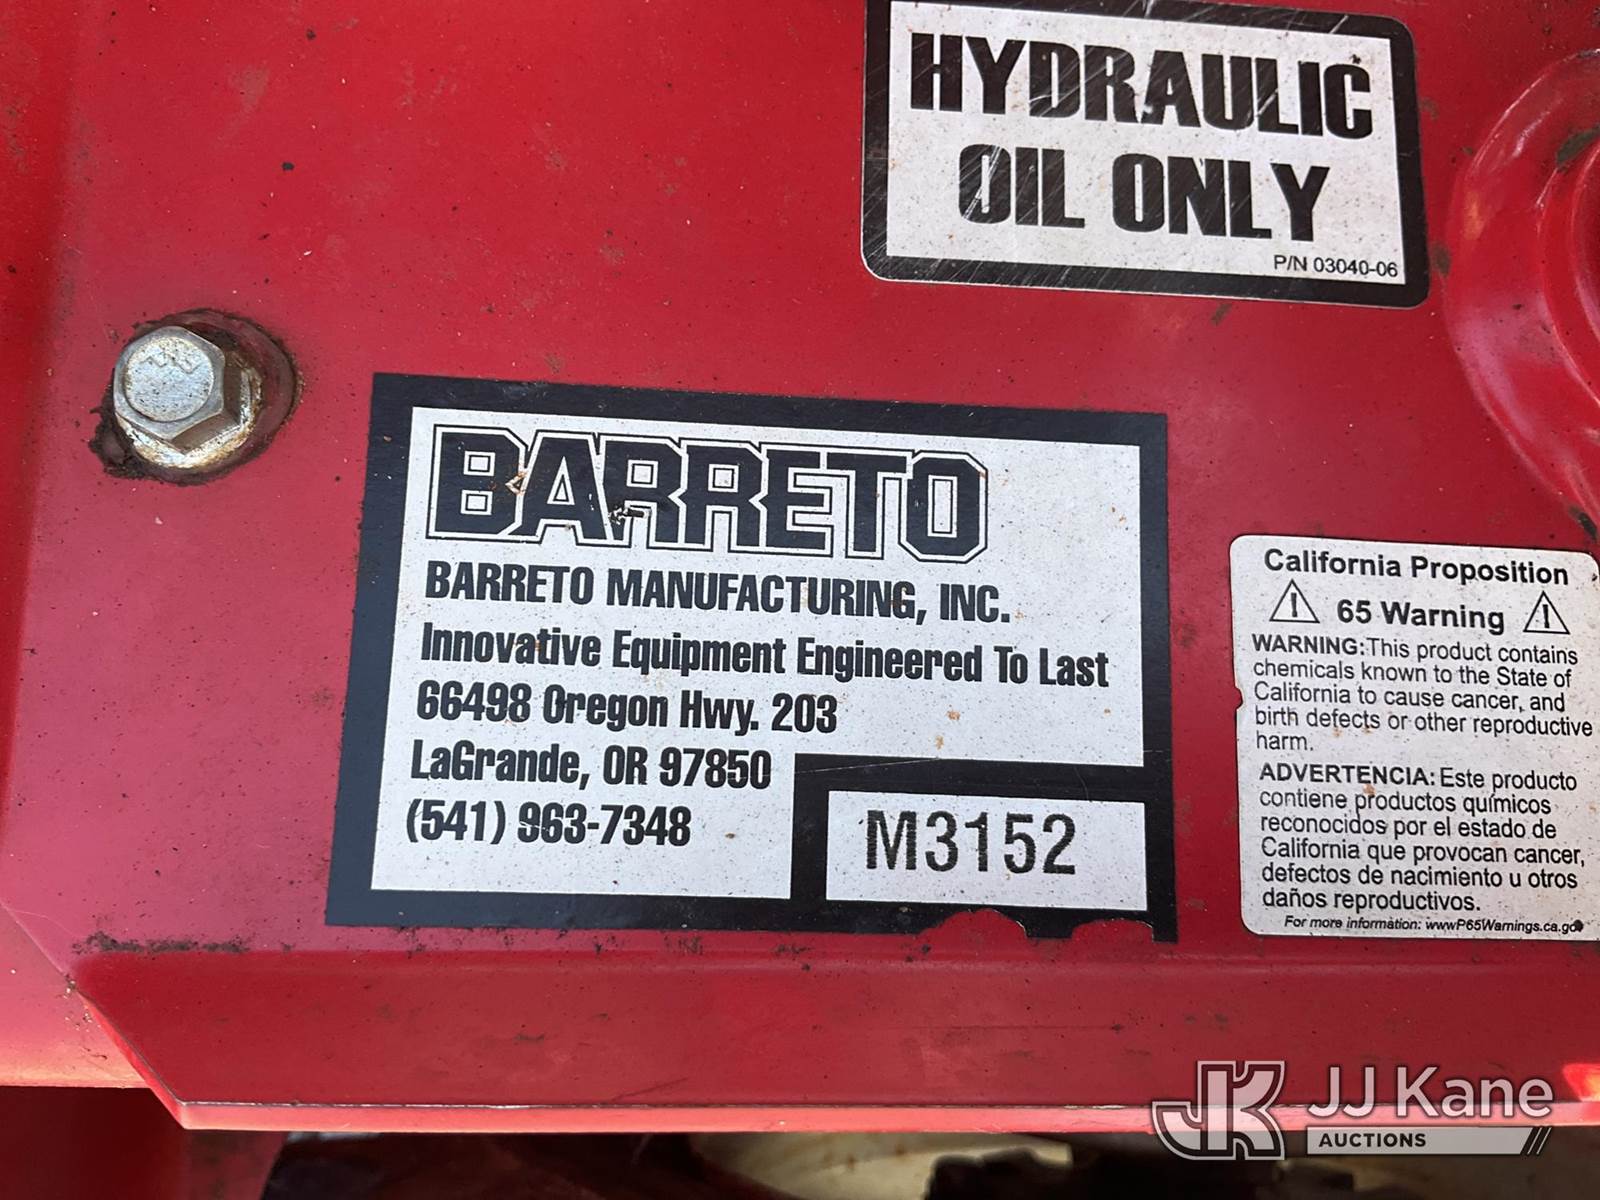 HYDRAULIC
OIL ONLY
P/N 03040-06
BARRETO
BARRETO MANUFACTURING, INC.
Innovative Equipment Engineered To Last
66498 Oregon Hwy. 203
LaGrande, OR 97850
(541) 963-7348
M3152
California Proposition
65 Warning
WARNING: This product contains
chemicals known to the State of
California to cause cancer, and
birth defects or other reproductive
harm.
ADVERTENCIA: Este producto
contiene productos químicos
reconocidos por el estado de
California que provocan cancer,
defectos de nacimiento u otros
daños reproductivos.
For more information: wwwP65Warnings.ca.gov
JK JJ Kane
AUCTIONS